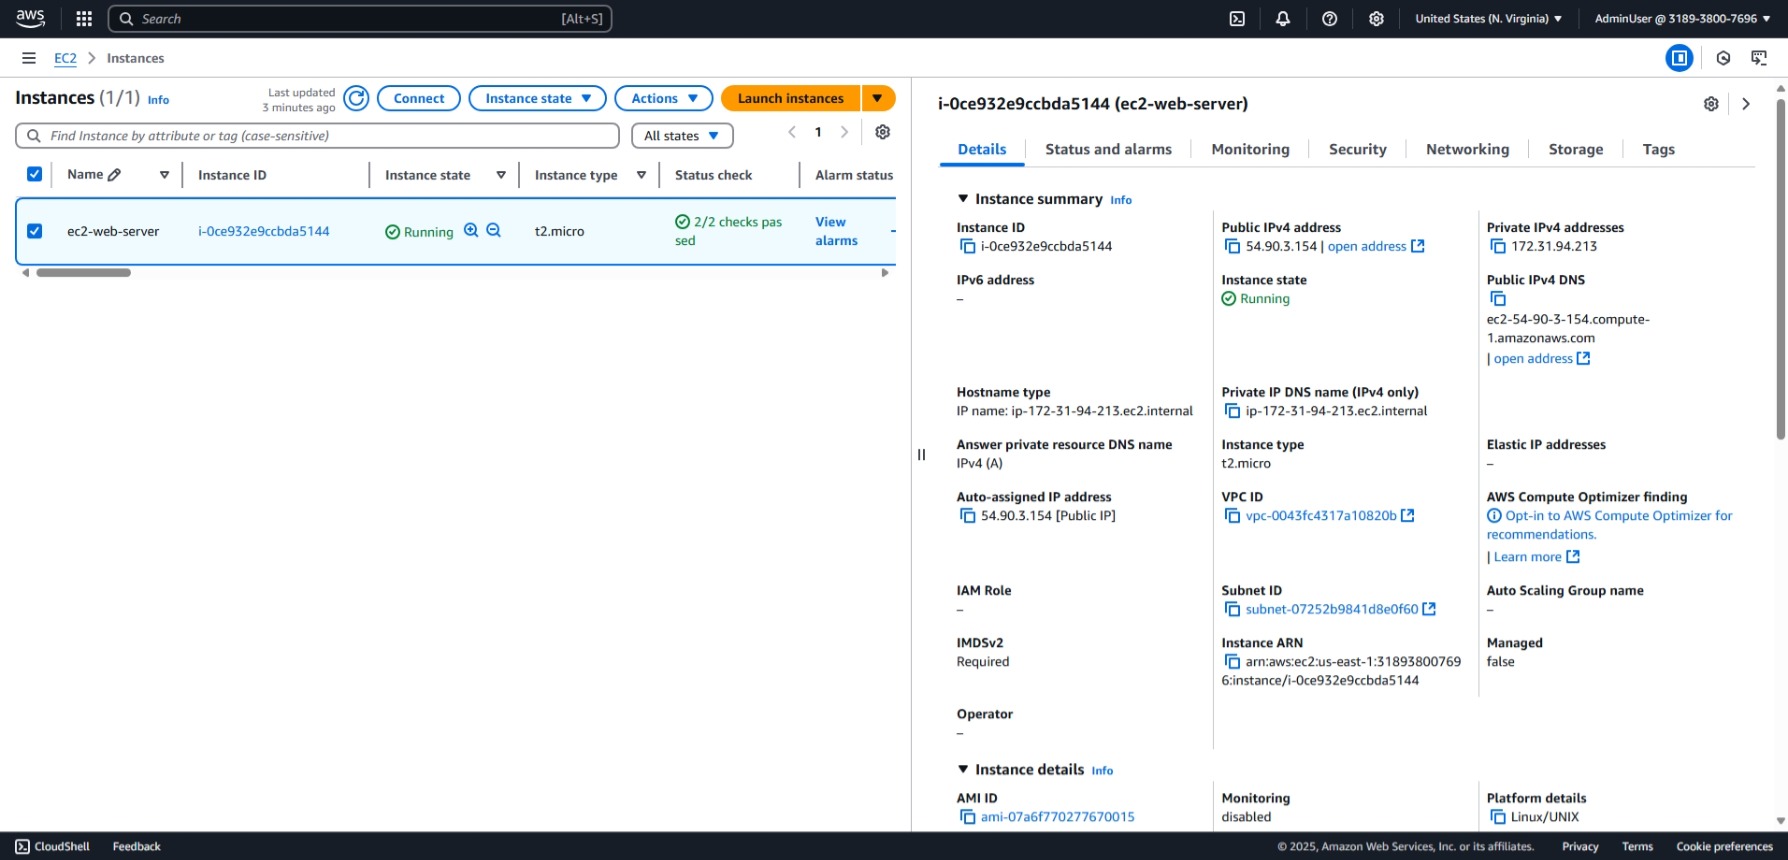 aws
Search [Alt+S]
United States (N. Virginia) ▼
AdminUser @ 3189-3800-7696 ▼
EC2 > Instances
Instances (1/1) Info
Last updated
3 minutes ago
Connect
Instance state ▼
Actions ▼
Launch instances
Find Instance by attribute or tag (case-sensitive)
All states ▼
1
Name
Instance ID
Instance state
Instance type
Status check
Alarm status
ec2-web-server
i-0ce932e9ccbda5144
Running
t2.micro
2/2 checks pas
sed
View
alarms
–
i-0ce932e9ccbda5144 (ec2-web-server)
Details
Status and alarms
Monitoring
Security
Networking
Storage
Tags
▼ Instance summary Info
Instance ID
i-0ce932e9ccbda5144
Public IPv4 address
54.90.3.154 | open address
Private IPv4 addresses
172.31.94.213
IPv6 address
–
Instance state
Running
Public IPv4 DNS
ec2-54-90-3-154.compute-
1.amazonaws.com
| open address
Hostname type
IP name: ip-172-31-94-213.ec2.internal
Private IP DNS name (IPv4 only)
ip-172-31-94-213.ec2.internal
Answer private resource DNS name
IPv4 (A)
Instance type
t2.micro
Elastic IP addresses
–
Auto-assigned IP address
54.90.3.154 [Public IP]
VPC ID
vpc-0043fc4317a10820b
AWS Compute Optimizer finding
Opt-in to AWS Compute Optimizer for
recommendations.
| Learn more
IAM Role
–
Subnet ID
subnet-07252b9841d8e0f60
Auto Scaling Group name
–
IMDSv2
Required
Instance ARN
arn:aws:ec2:us-east-1:31893800769
6:instance/i-0ce932e9ccbda5144
Managed
false
Operator
–
▼ Instance details Info
AMI ID
ami-07a6f770277670015
Monitoring
disabled
Platform details
Linux/UNIX
CloudShell
Feedback
© 2025, Amazon Web Services, Inc. or its affiliates.
Privacy
Terms
Cookie preferences